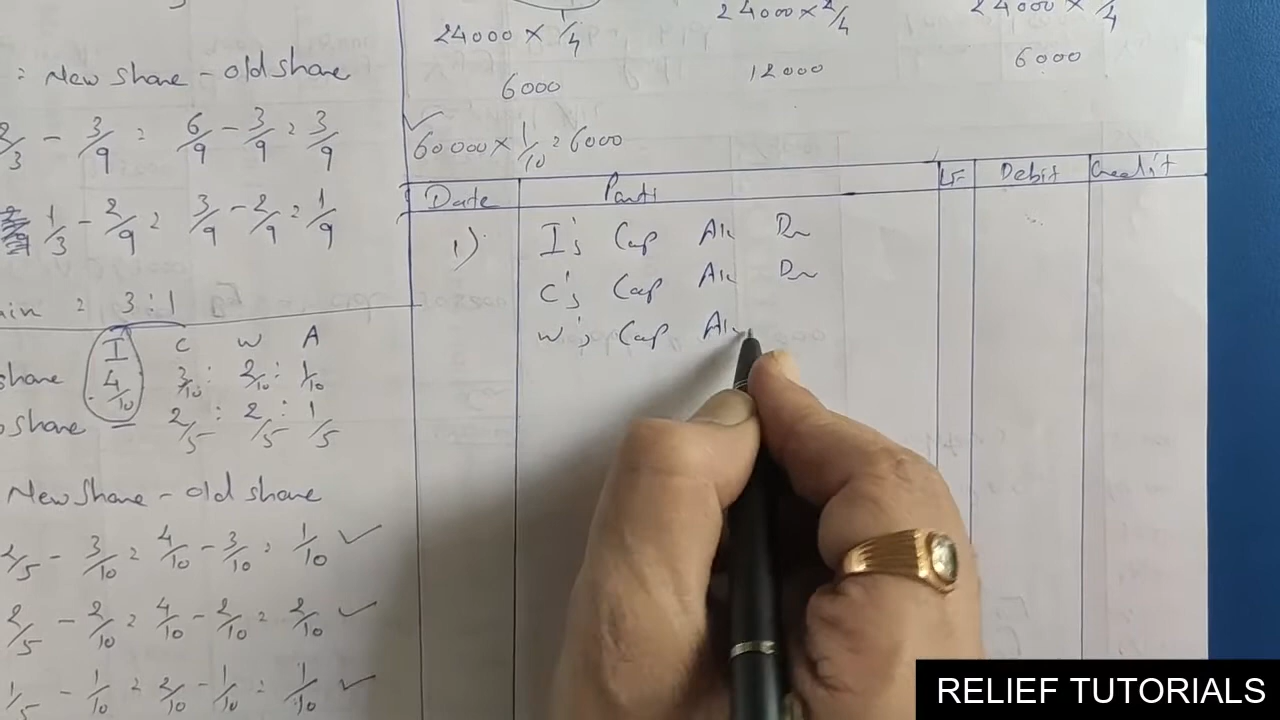 : New share - old share
2/3 - 3/9 = 6/9 - 3/9 = 3/9
1/3 - 2/9 = 3/9 - 2/9 = 1/9
ain = 3:1
I C W A
share 4/10 3/10 : 2/10 : 1/10
share 2/5 : 2/5 : 1/5
New share - old share
2/5 - 3/10 = 4/10 - 3/10 = 1/10 ✓
2/5 - 2/10 = 4/10 - 2/10 = 2/10 ✓
1/5 - 1/10 = 2/10 - 1/10 = 1/10 ✓
24000 × 1/4 24000 × 2/4 24000 × 1/4
6000 12000 6000
60000 × 1/10 = 6000
Date Parti LF Debit Credit
1) I's Cap A/c Dr
C's Cap A/c Dr
W's Cap A/c
RELIEF TUTORIALS